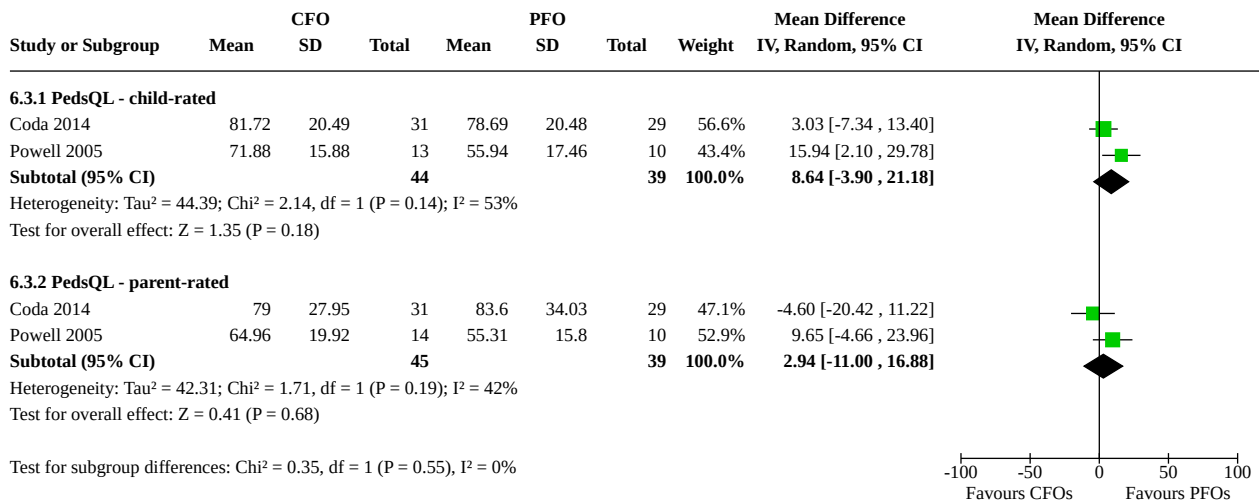 CFO PFO Mean Difference Mean Difference
Study or Subgroup Mean SD Total Mean SD Total Weight IV, Random, 95% CI IV, Random, 95% CI
6.3.1 PedsQL - child-rated
Coda 2014 81.72 20.49 31 78.69 20.48 29 56.6% 3.03 [-7.34 , 13.40]
Powell 2005 71.88 15.88 13 55.94 17.46 10 43.4% 15.94 [2.10 , 29.78]
Subtotal (95% CI) 44 39 100.0% 8.64 [-3.90 , 21.18]
Heterogeneity: Tau² = 44.39; Chi² = 2.14, df = 1 (P = 0.14); I² = 53%
Test for overall effect: Z = 1.35 (P = 0.18)
6.3.2 PedsQL - parent-rated
Coda 2014 79 27.95 31 83.6 34.03 29 47.1% -4.60 [-20.42 , 11.22]
Powell 2005 64.96 19.92 14 55.31 15.8 10 52.9% 9.65 [-4.66 , 23.96]
Subtotal (95% CI) 45 39 100.0% 2.94 [-11.00 , 16.88]
Heterogeneity: Tau² = 42.31; Chi² = 1.71, df = 1 (P = 0.19); I² = 42%
Test for overall effect: Z = 0.41 (P = 0.68)
Test for subgroup differences: Chi² = 0.35, df = 1 (P = 0.55), I² = 0%
-100 -50 0 50 100
Favours CFOs Favours PFOs